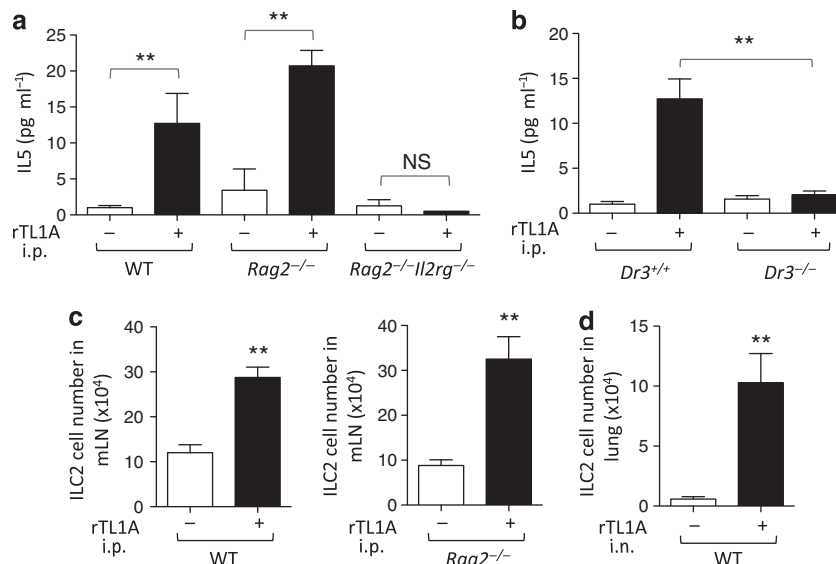 a
IL5 (pg ml⁻¹)
25
20
15
10
5
0
**
**
NS
rTL1A i.p.
– + – + – +
WT Rag2⁻/⁻ Rag2⁻/⁻Il2rg⁻/⁻
b
IL5 (pg ml⁻¹)
20
15
10
5
0
**
rTL1A i.p.
– + – +
Dr3⁺/⁺ Dr3⁻/⁻
c
ILC2 cell number in
mLN (x10⁴)
40
30
20
10
0
**
rTL1A i.p.
– +
WT
ILC2 cell number in
mLN (x10⁴)
40
30
20
10
0
**
rTL1A i.p.
– +
Rag2⁻/⁻
d
ILC2 cell number in
lung (x10⁴)
15
10
5
0
**
rTL1A i.n.
– +
WT